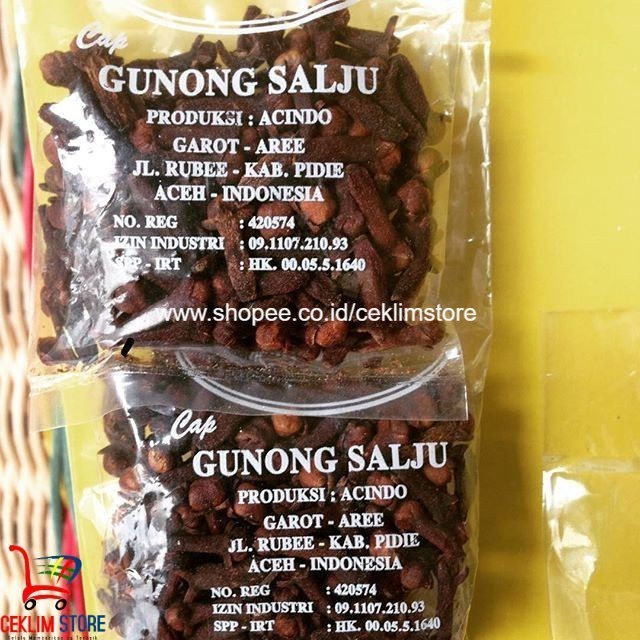 Cap
GUNONG SALJU
PRODUKSI : ACINDO
GAROT - AREE
JL. RUBEE - KAB. PIDIE
ACEH - INDONESIA
NO. REG : 420574
IZIN INDUSTRI : 09.1107.210.93
SPP - IRT : HK. 00.05.5.1640
www.shopee.co.id/ceklimstore
Cap
GUNONG SALJU
PRODUKSI : ACINDO
GAROT - AREE
JL. RUBEE - KAB. PIDIE
ACEH - INDONESIA
NO. REG : 420574
IZIN INDUSTRI : 09.1107.210.93
SPP - IRT : HK. 00.05.5.1640
CEKLIM STORE